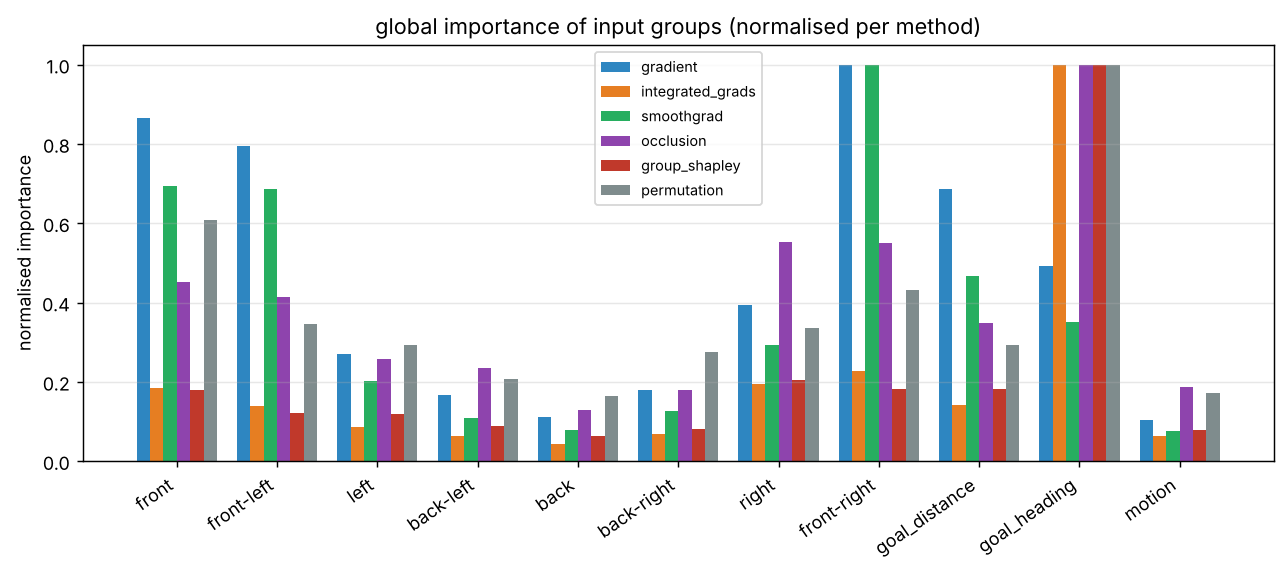 global importance of input groups (normalised per method)
normalised importance
1.0
0.8
0.6
0.4
0.2
0.0
gradient
integrated_grads
smoothgrad
occlusion
group_shapley
permutation
front
front-left
left
back-left
back
back-right
right
front-right
goal_distance
goal_heading
motion